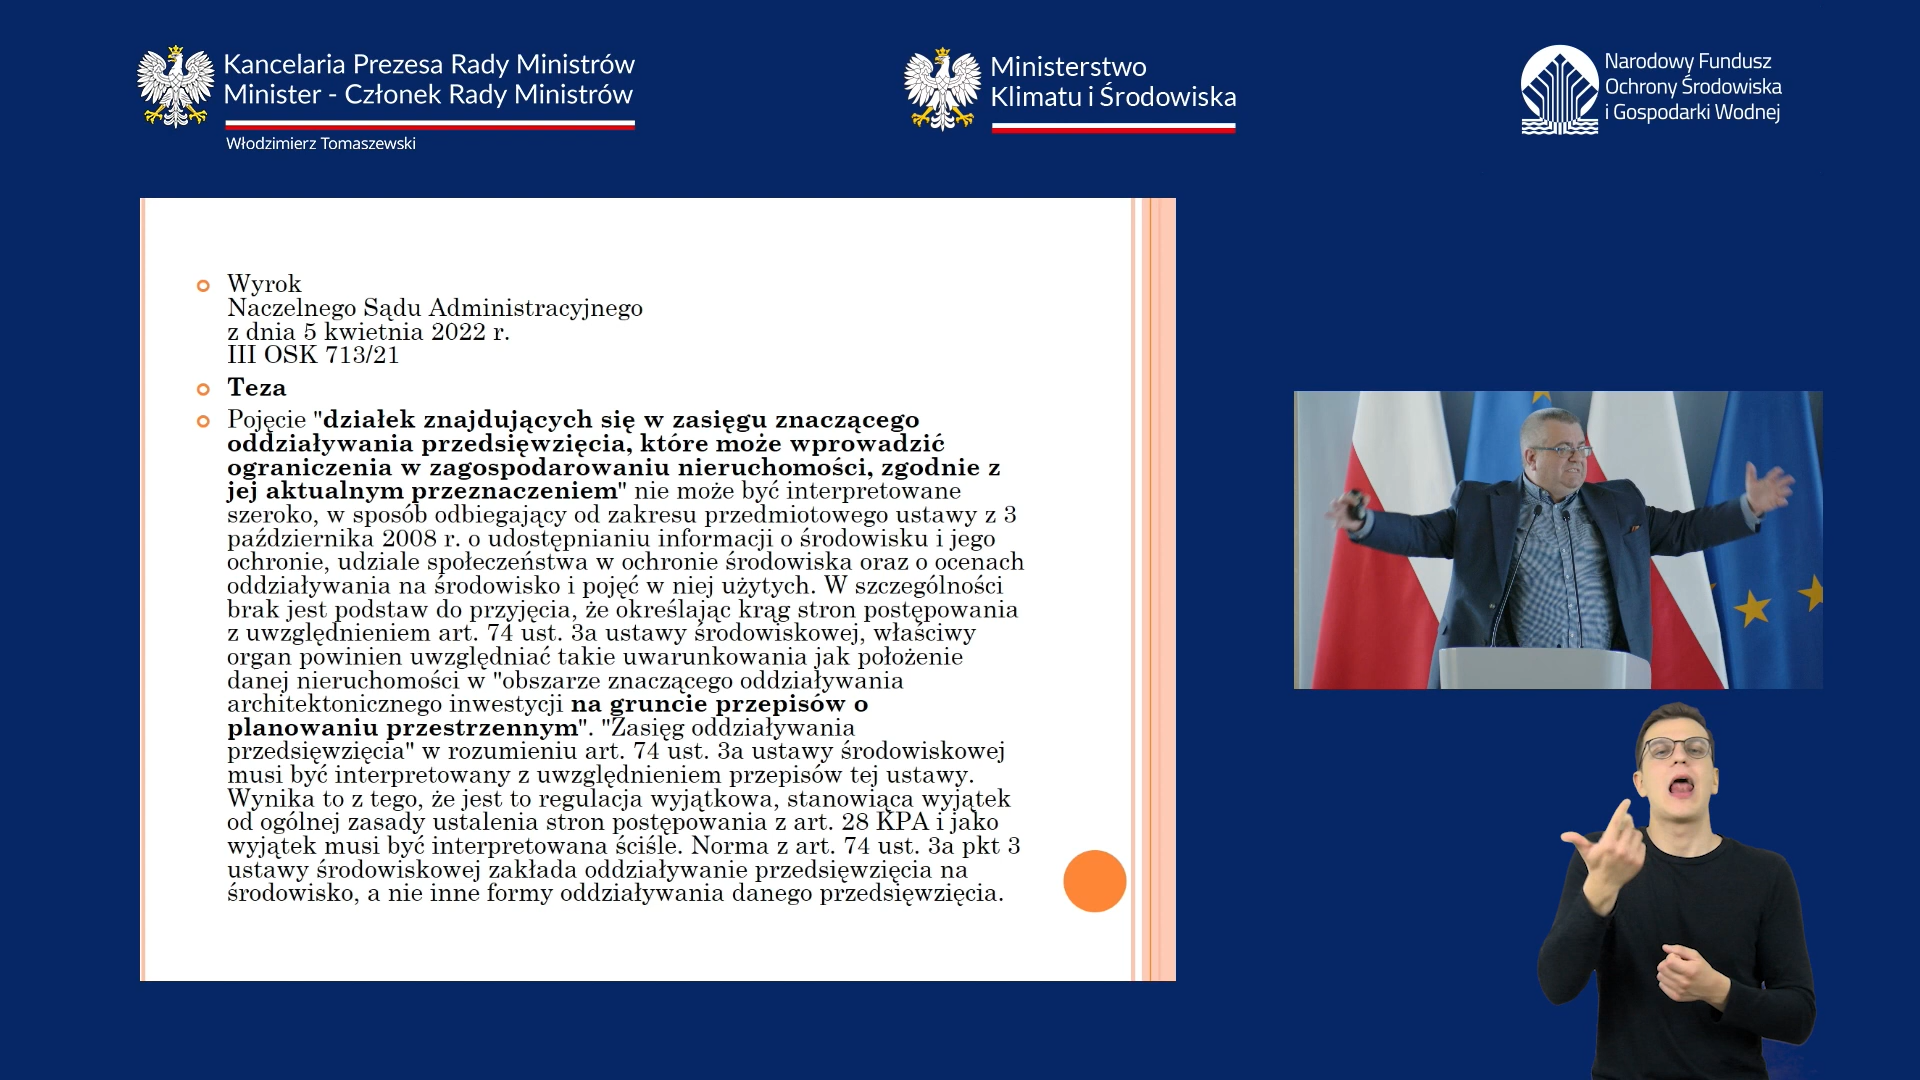 Kancelaria Prezesa Rady Ministrów
Minister - Członek Rady Ministrów
Włodzimierz Tomaszewski
Ministerstwo
Klimatu i Środowiska
Narodowy Fundusz
Ochrony Środowiska
i Gospodarki Wodnej
Wyrok
Naczelnego Sądu Administracyjnego
z dnia 5 kwietnia 2022 r.
III OSK 713/21
Teza
Pojęcie "działek znajdujących się w zasięgu znaczącego
oddziaływania przedsięwzięcia, które może wprowadzić
ograniczenia w zagospodarowaniu nieruchomości, zgodnie z
jej aktualnym przeznaczeniem" nie może być interpretowane
szeroko, w sposób odbiegający od zakresu przedmiotowego ustawy z 3
października 2008 r. o udostępnianiu informacji o środowisku i jego
ochronie, udziale społeczeństwa w ochronie środowiska oraz o ocenach
oddziaływania na środowisko i pojęć w niej użytych. W szczególności
brak jest podstaw do przyjęcia, że określając krąg stron postępowania
z uwzględnieniem art. 74 ust. 3a ustawy środowiskowej, właściwy
organ powinien uwzględniać takie uwarunkowania jak położenie
danej nieruchomości w "obszarze znaczącego oddziaływania
architektonicznego inwestycji na gruncie przepisów o
planowaniu przestrzennym". "Zasięg oddziaływania
przedsięwzięcia" w rozumieniu art. 74 ust. 3a ustawy środowiskowej
musi być interpretowany z uwzględnieniem przepisów tej ustawy.
Wynika to z tego, że jest to regulacja wyjątkowa, stanowiąca wyjątek
od ogólnej zasady ustalenia stron postępowania z art. 28 KPA i jako
wyjątek musi być interpretowana ściśle. Norma z art. 74 ust. 3a pkt 3
ustawy środowiskowej zakłada oddziaływanie przedsięwzięcia na
środowisko, a nie inne formy oddziaływania danego przedsięwzięcia.